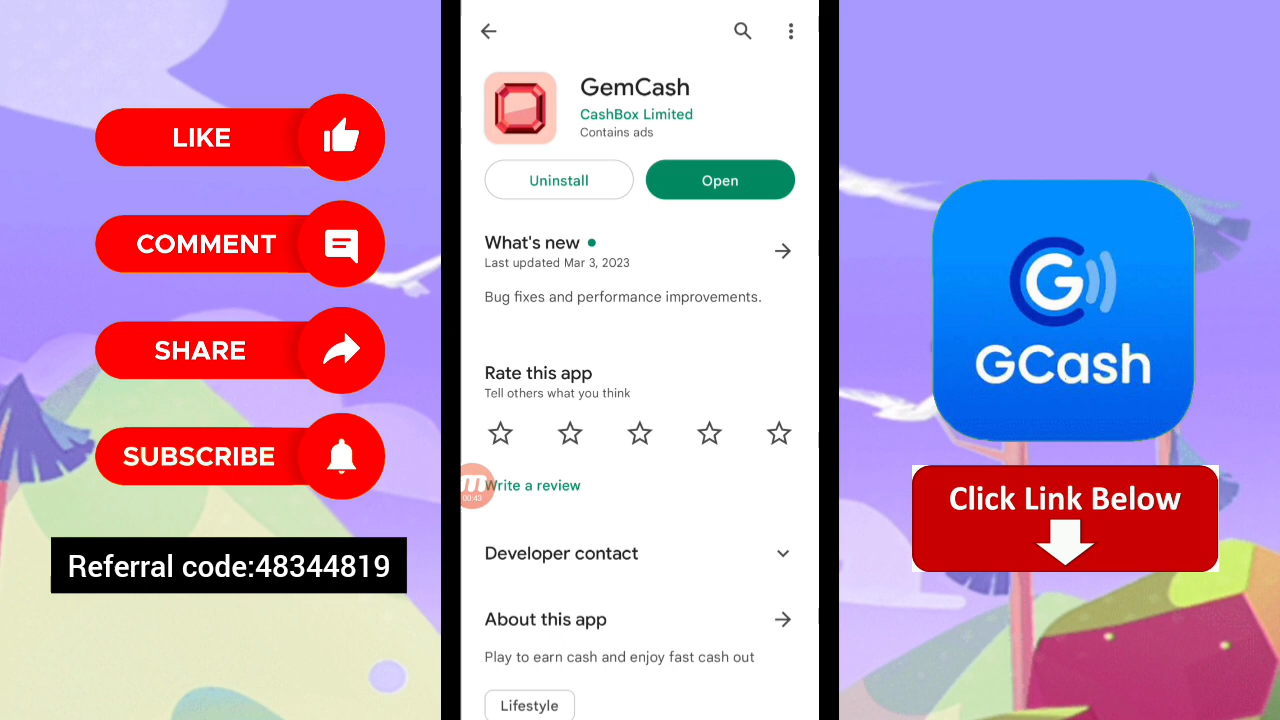 LIKE
COMMENT
SHARE
SUBSCRIBE
Referral code:48344819
GemCash
CashBox Limited
Contains ads
Uninstall
Open
What's new
Last updated Mar 3, 2023
Bug fixes and performance improvements.
Rate this app
Tell others what you think
m
00:43
Write a review
Developer contact
About this app
Play to earn cash and enjoy fast cash out
Lifestyle
G
GCash
Click Link Below